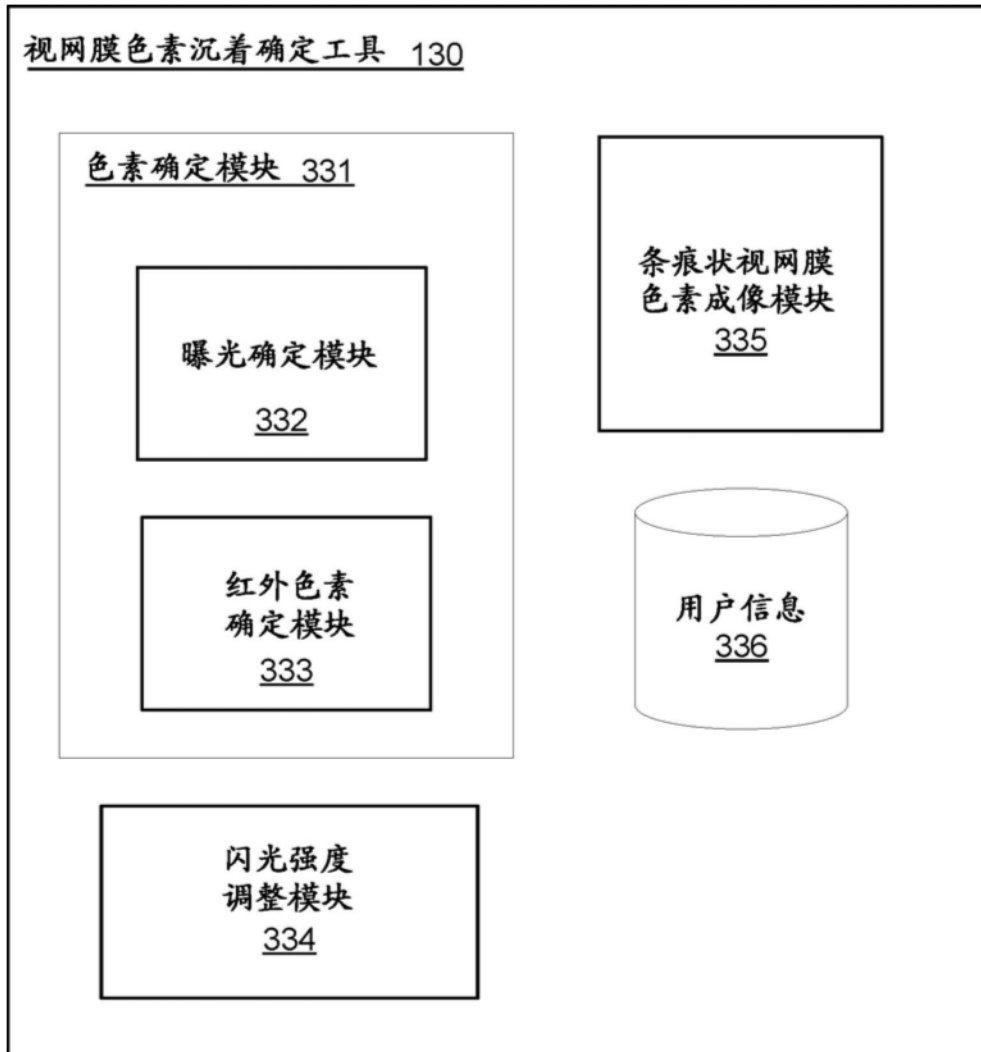 视网膜色素沉着确定工具 130
色素确定模块 331
曝光确定模块
332
红外色素
确定模块
333
闪光强度
调整模块
334
条痕状视网膜
色素成像模块
335
用户信息
336